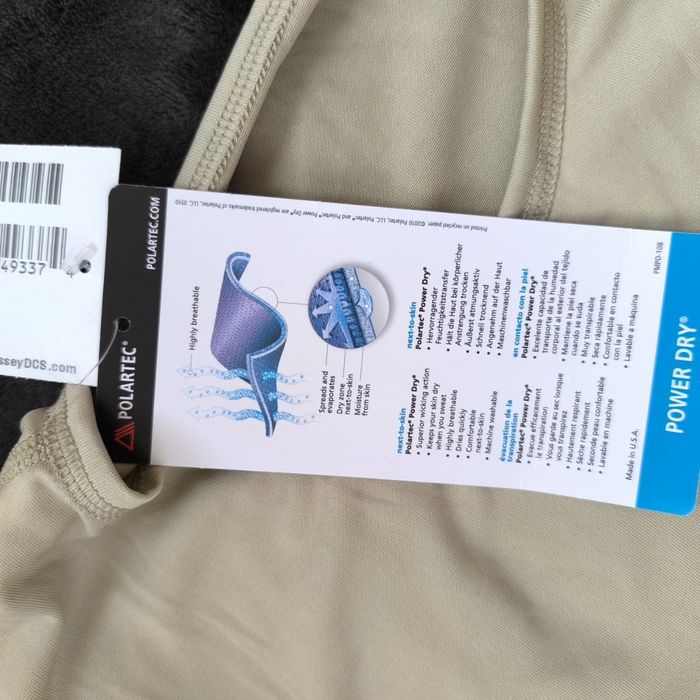 49337 4
sseyDCS.com
POLARTEC.COM
POLARTEC®
Highly breathable
Spreads and
evaporates
Dry zone
next-to-skin
Moisture
from skin
next-to-skin
Polartec® Power Dry®
• Superior wicking action
• Keeps your skin dry
when you sweat
• Highly breathable
• Dries quickly
• Comfortable
next-to-skin
• Machine washable
évacuation de la
transpiration
Polartec® Power Dry®
• Evacue efficacement
la transpiration
• Vous garde au sec lorsque
vous transpirez
• Hautement respirant
• Sèche rapidement
• Seconde peau confortable
• Lavable en machine
Made in U.S.A.
next-to-skin
Polartec® Power Dry®
• Hervorragender
Feuchtigkeitstransfer
• Hält die Haut bei körperlicher
Anstrengung trocken
• Äußerst atmungsaktiv
• Schnell trocknend
• Angenehm auf der Haut
• Maschinenwaschbar
en contacto con la piel
Polartec® Power Dry®
• Excelente capacidad de
transporte de la humedad
corporal al exterior del tejido
• Mantiene la piel seca
cuando se suda
• Muy transpirable
• Seca rápidamente
• Confortable en contacto
con la piel
• Lavable a máquina
Printed on recycled paper. ©2010 Polartec, LLC. Polartec® and Polartec® Power Dry® are registered trademarks of Polartec, LLC. 0510
PMPD-108
POWER DRY®